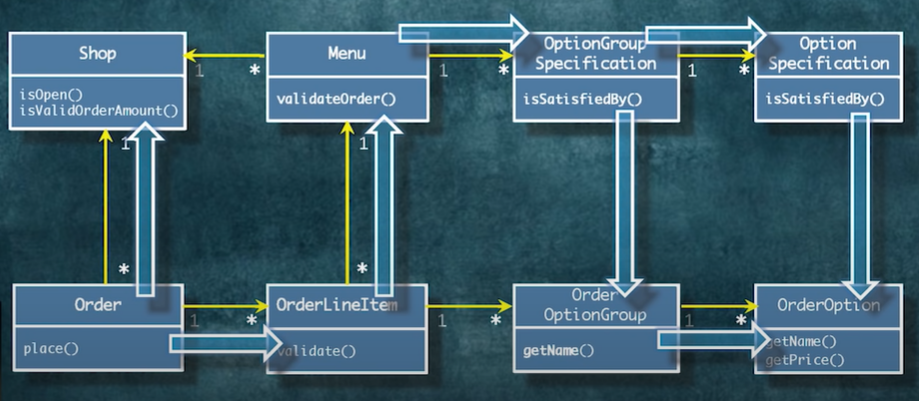 Shop
Menu
OptionGroup
Specification
Option
Specification
isOpen()
isValidOrderAmount()
validateOrder()
isSatisfiedBy()
isSatisfiedBy()
1
*
1
*
1
*
1
1
*
*
Order
OrderLineItem
Order
OptionGroup
OrderOption
place()
validate()
getName()
getName()
getPrice()
1
*
1
*
1
*